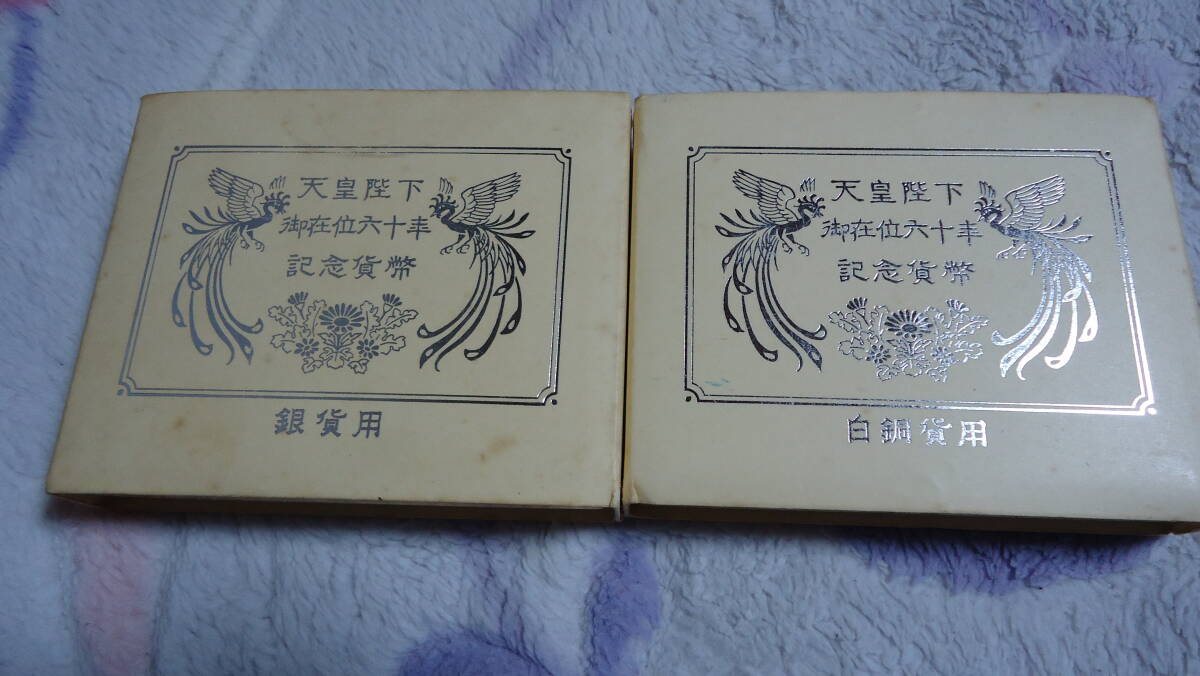 天皇陛下
御在位六十年
記念貨幣
銀貨用
天皇陛下
御在位六十年
記念貨幣
白銅貨用